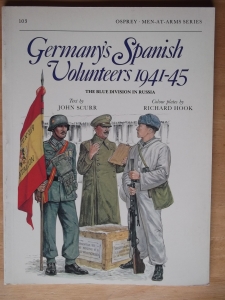 103
OSPREY · MEN-AT-ARMS SERIES
Germany's Spanish
Volunteers 1941-45
THE BLUE DIVISION IN RUSSIA
Text by
JOHN SCURR
Colour plates by
RICHARD HOOK